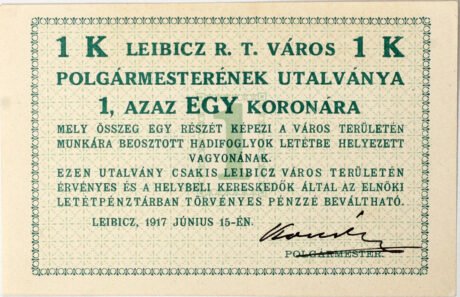 1 K LEIBICZ R. T. VÁROS 1 K
POLGÁRMESTERÉNEK UTALVÁNYA
1, AZAZ EGY KORONÁRA
MELY ÖSSZEG EGY RÉSZÉT KÉPEZI A VÁROS TERÜLETÉN
MUNKÁRA BEOSZTOTT HADIFOGLYOK LETÉTBE HELYEZETT
VAGYONÁNAK.
EZEN UTALVÁNY CSAKIS LEIBICZ VÁROS TERÜLETÉN
ÉRVÉNYES ÉS A HELYBELI KERESKEDŐK ÁLTAL AZ ELNÖKI
LETÉTPÉNZTÁRBAN TÖRVÉNYES PÉNZZÉ BEVÁLTHATÓ.
LEIBICZ, 1917 JÚNIUS 15-ÉN.
POLGÁRMESTER.